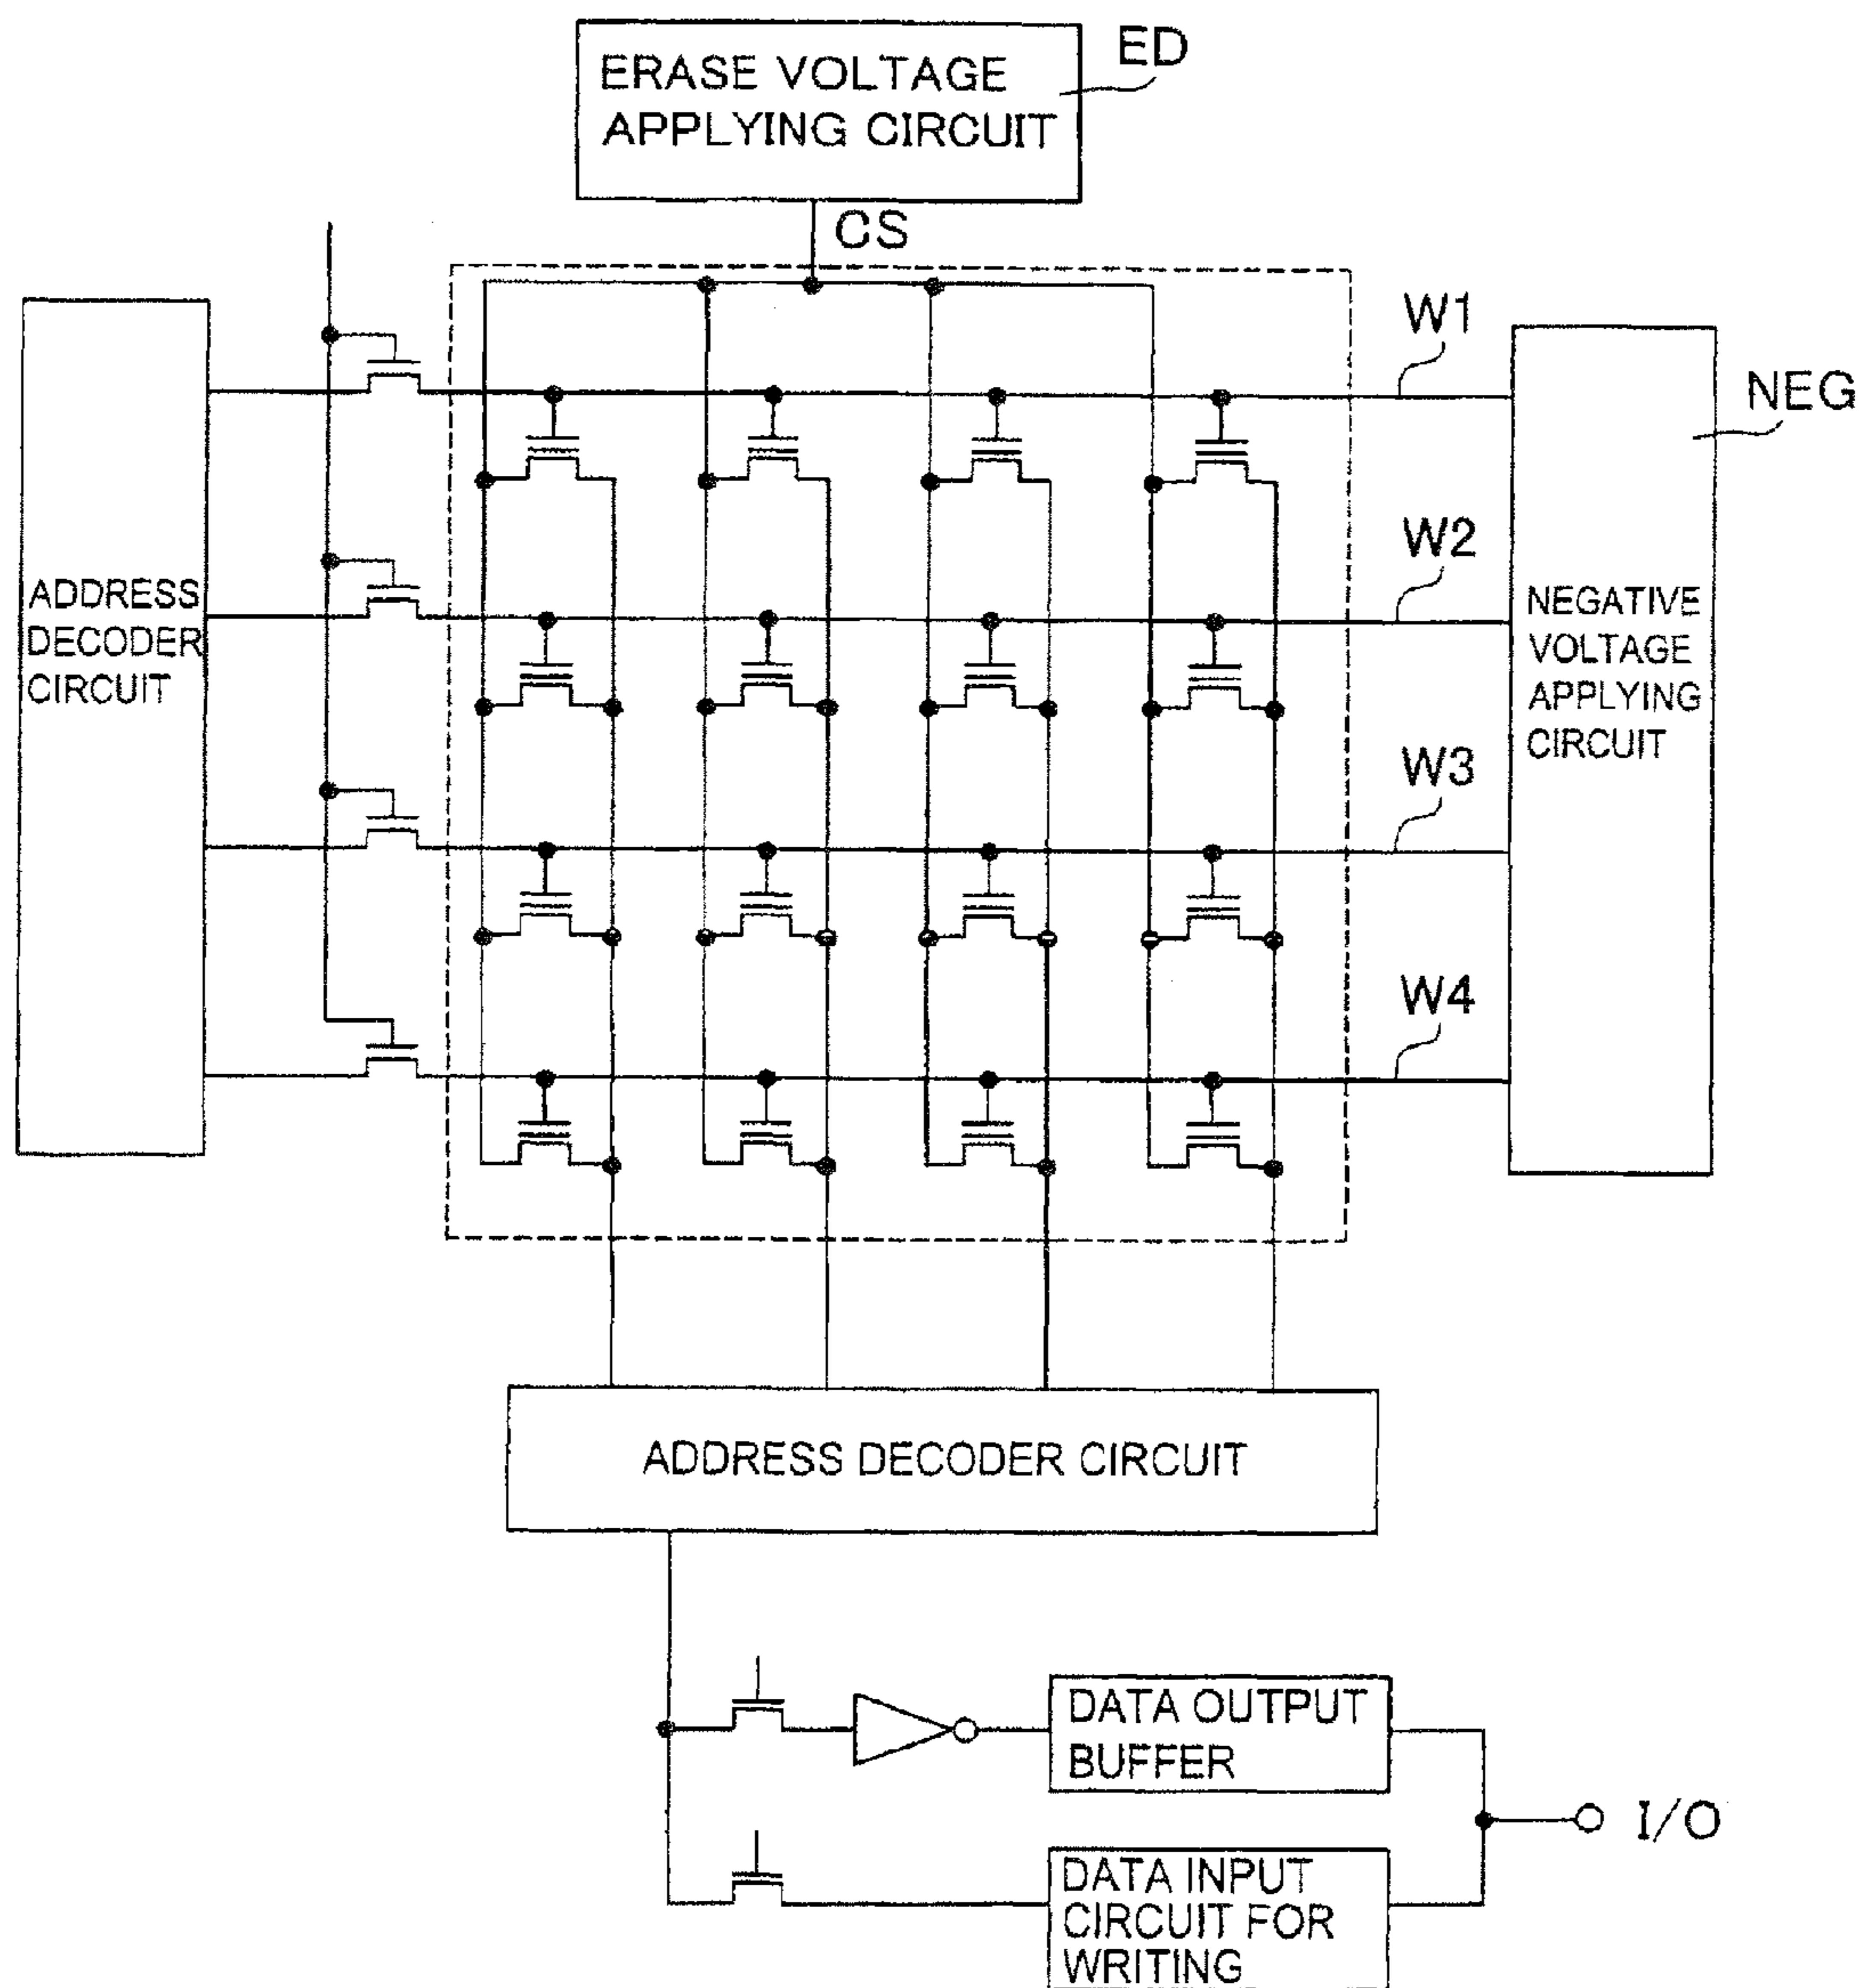 ERASE VOLTAGE
APPLYING CIRCUIT
ED
CS
W1
NEG
W2
ADDRESS
DECODER
CIRCUIT
NEGATIVE
VOLTAGE
APPLYING
CIRCUIT
W3
W4
ADDRESS DECODER CIRCUIT
DATA OUTPUT
BUFFER
I/O
DATA INPUT
CIRCUIT FOR
WRITING